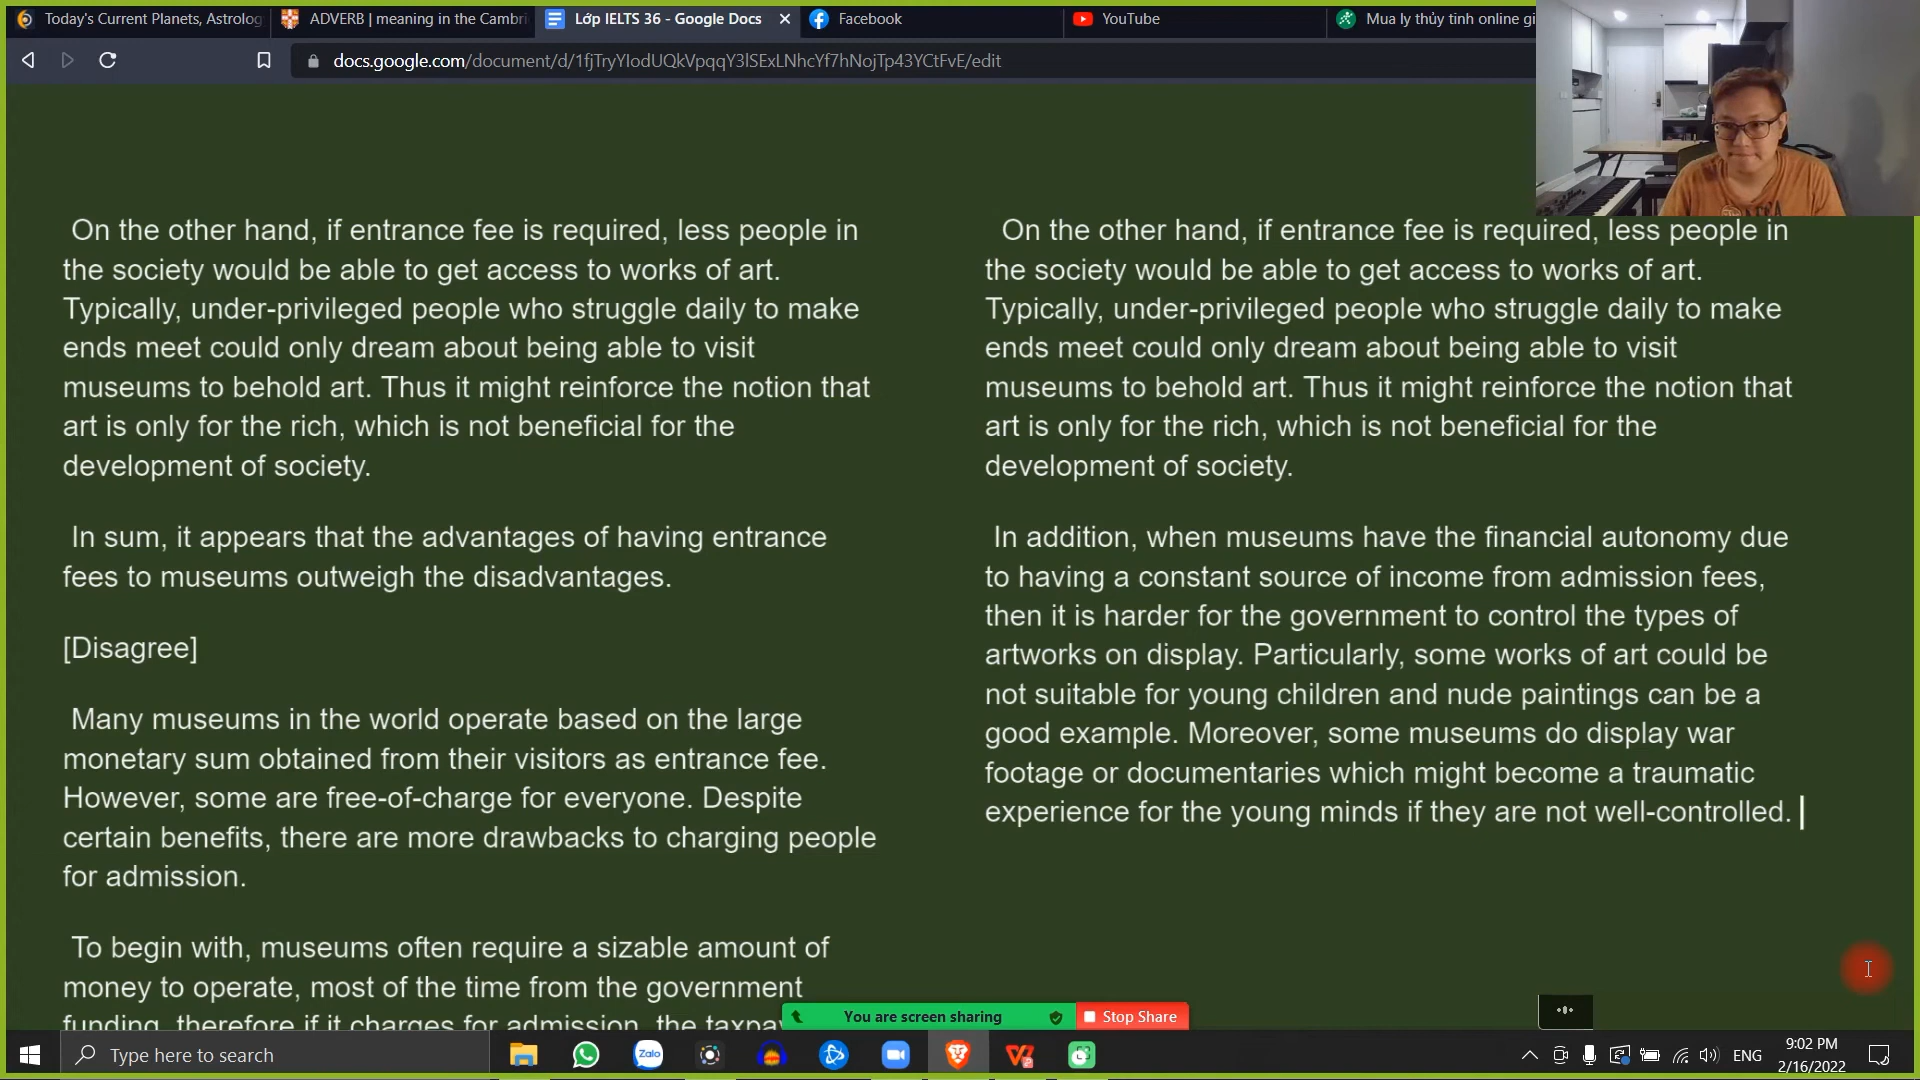 Today's Current Planets, Astrolog
ADVERB | meaning in the Cambri
Lớp IELTS 36 - Google Docs
Facebook
YouTube
Mua ly thủy tinh online gi
docs.google.com/document/d/1fjTryYIodUQkVpqqY3lSExLNhcYf7hNojTp43YCtFvE/edit
On the other hand, if entrance fee is required, less people in
the society would be able to get access to works of art.
Typically, under-privileged people who struggle daily to make
ends meet could only dream about being able to visit
museums to behold art. Thus it might reinforce the notion that
art is only for the rich, which is not beneficial for the
development of society.
In sum, it appears that the advantages of having entrance
fees to museums outweigh the disadvantages.
[Disagree]
Many museums in the world operate based on the large
monetary sum obtained from their visitors as entrance fee.
However, some are free-of-charge for everyone. Despite
certain benefits, there are more drawbacks to charging people
for admission.
To begin with, museums often require a sizable amount of
money to operate, most of the time from the government
funding, therefore if it charges for admission, the taxpa
On the other hand, if entrance fee is required, less people in
the society would be able to get access to works of art.
Typically, under-privileged people who struggle daily to make
ends meet could only dream about being able to visit
museums to behold art. Thus it might reinforce the notion that
art is only for the rich, which is not beneficial for the
development of society.
In addition, when museums have the financial autonomy due
to having a constant source of income from admission fees,
then it is harder for the government to control the types of
artworks on display. Particularly, some works of art could be
not suitable for young children and nude paintings can be a
good example. Moreover, some museums do display war
footage or documentaries which might become a traumatic
experience for the young minds if they are not well-controlled.
You are screen sharing
Stop Share
Type here to search
Zalo
ENG
9:02 PM
2/16/2022